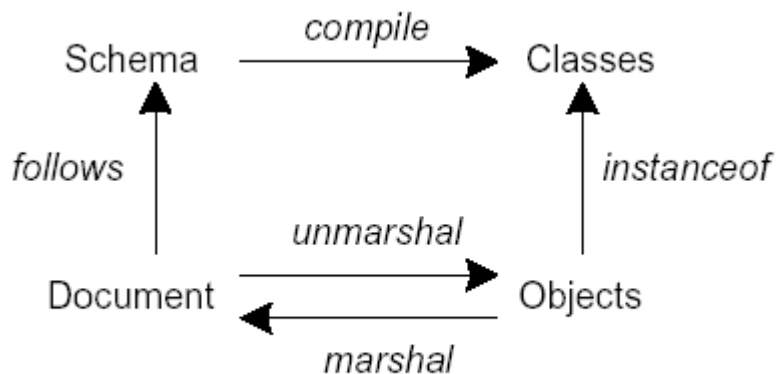 compile
Schema
Classes
follows
instanceof
unmarshal
Document
Objects
marshal